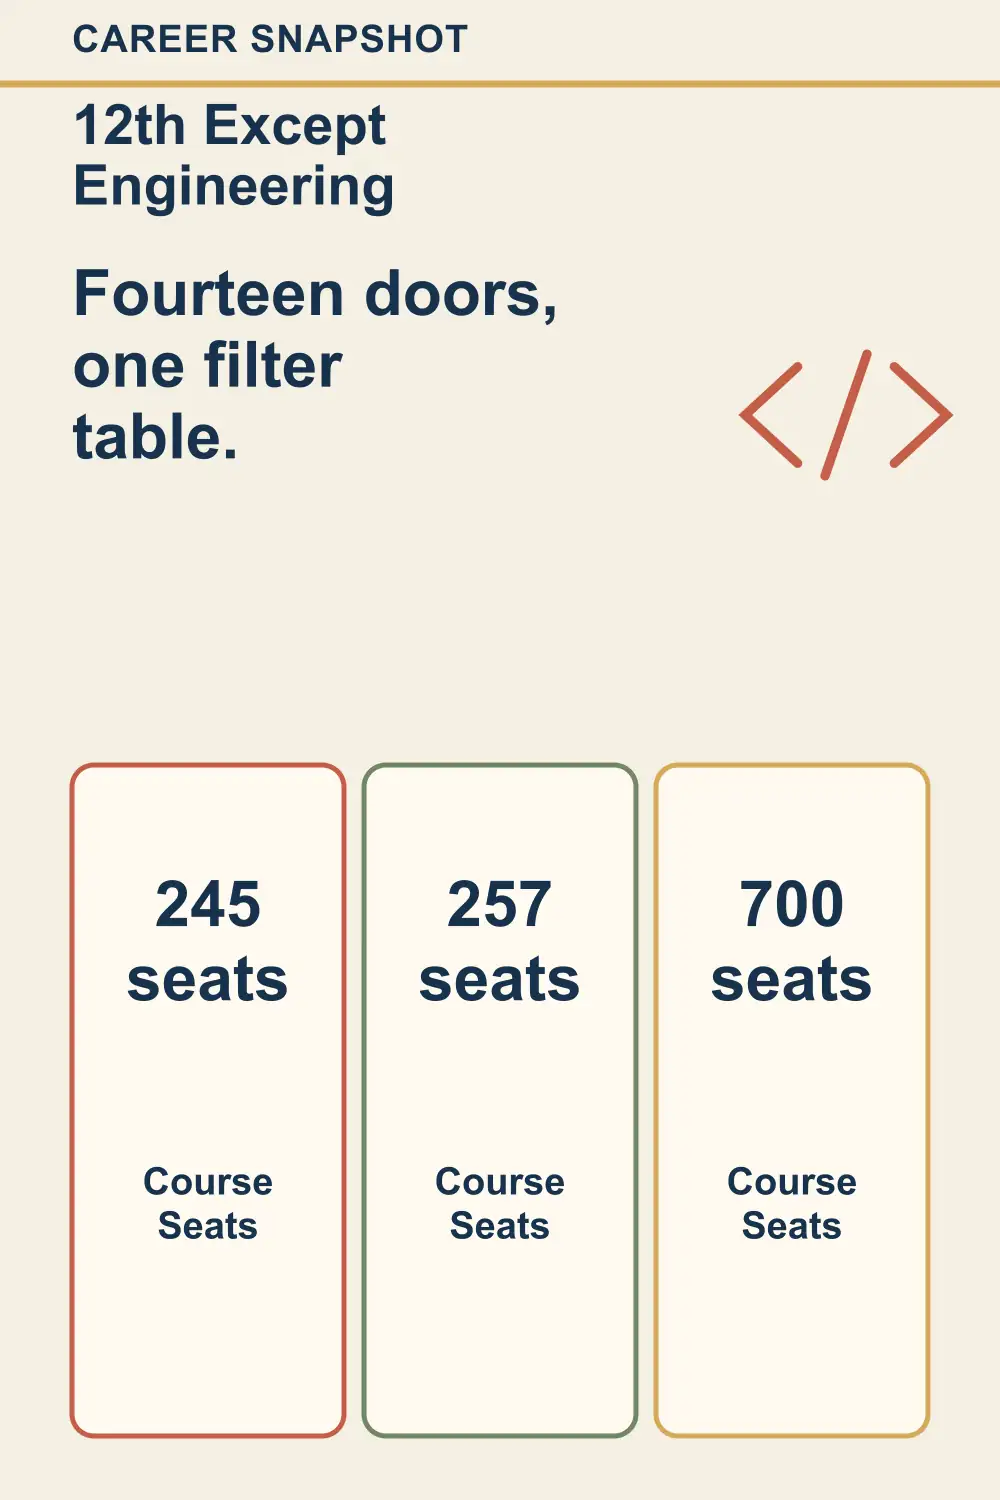 CAREER SNAPSHOT
12th Except
Engineering
Fourteen doors,
one filter
table.
245
seats
Course
Seats
257
seats
Course
Seats
700
seats
Course
Seats